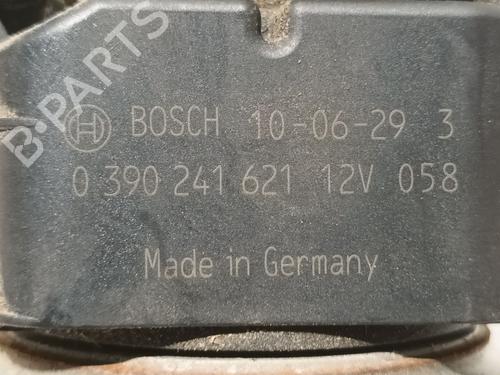 BOSCH 10-06-29 3
0 390 241 621 12V 058
Made in Germany
B-PARTS